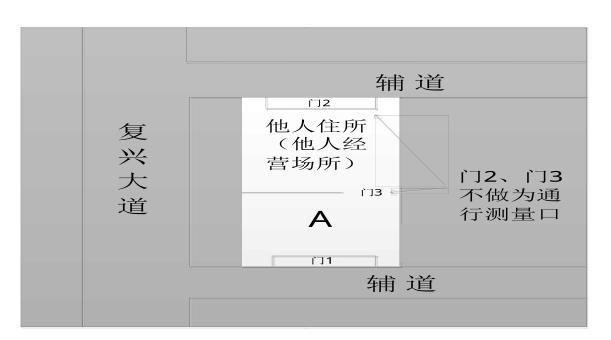 辅 道
门2
他人住所
（他人经
营场所）
复
兴
大
道
门3
门2、门3
不做为通
行测量口
A
门1
辅 道